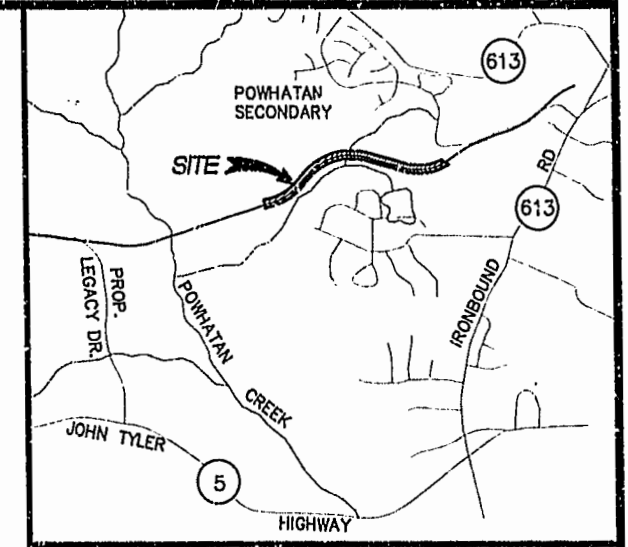 613
POWHATAN
SECONDARY
SITE
RD
613
PROP.
LEGACY DR.
POWHATAN
CREEK
IRONBOUND
JOHN TYLER
5
HIGHWAY